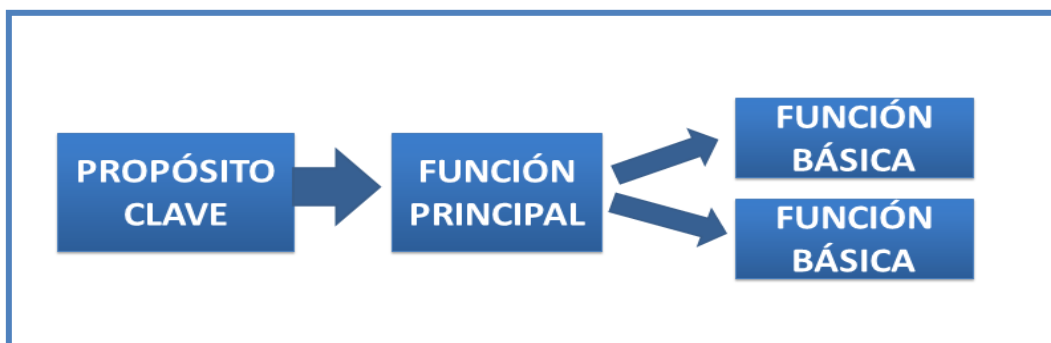 PROPÓSITO
CLAVE
FUNCIÓN
PRINCIPAL
FUNCIÓN
BÁSICA
FUNCIÓN
BÁSICA